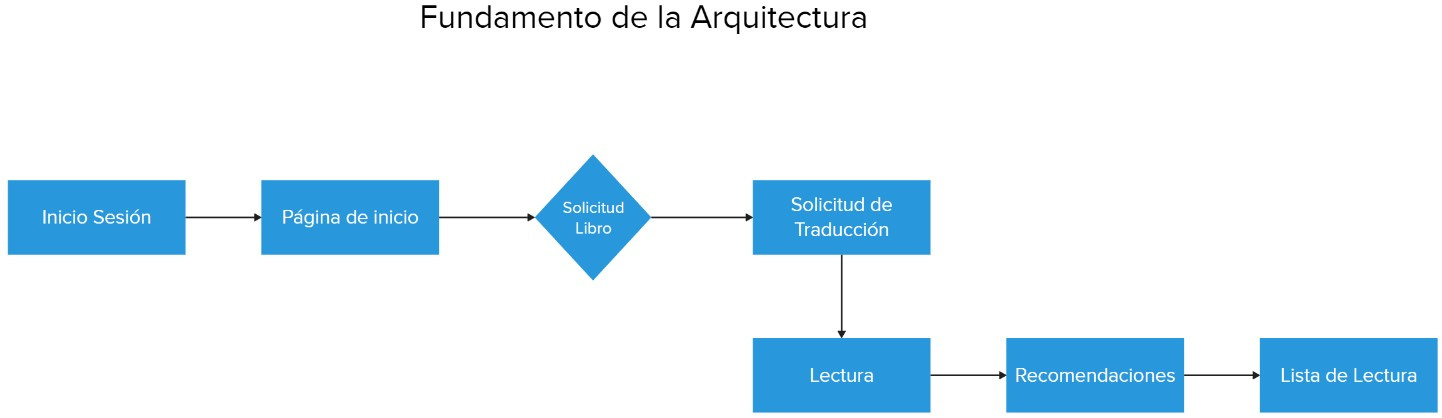 Fundamento de la Arquitectura
Inicio Sesión
Página de inicio
Solicitud
Libro
Solicitud de
Traducción
Lectura
Recomendaciones
Lista de Lectura